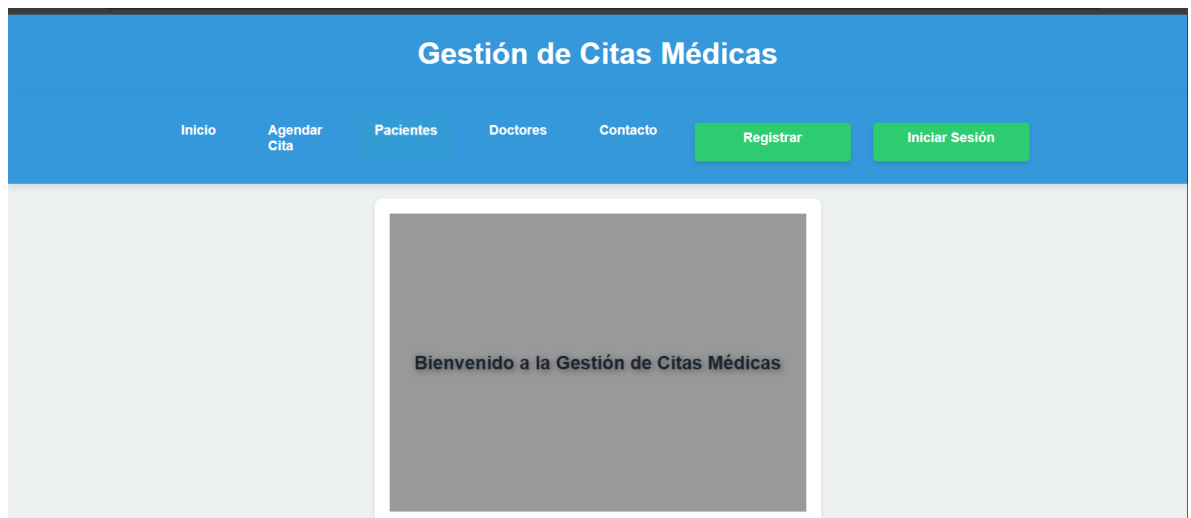 Gestión de Citas Médicas
Inicio
Agendar
Cita
Pacientes
Doctores
Contacto
Registrar
Iniciar Sesión
Bienvenido a la Gestión de Citas Médicas